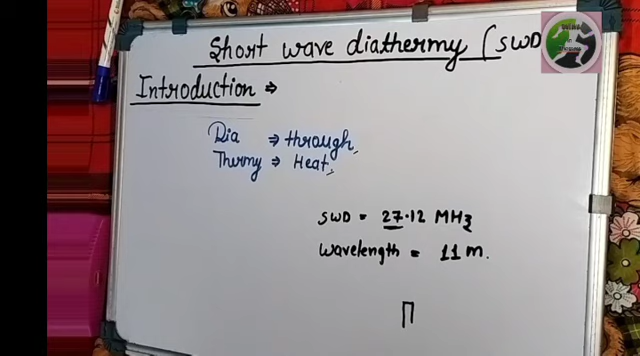 Short wave diathermy (SWD
Introduction ⇒
Dia ⇒ through,
Thermy ⇒ Heat,
SWD = 27.12 MHz
Wavelength = 11 m.